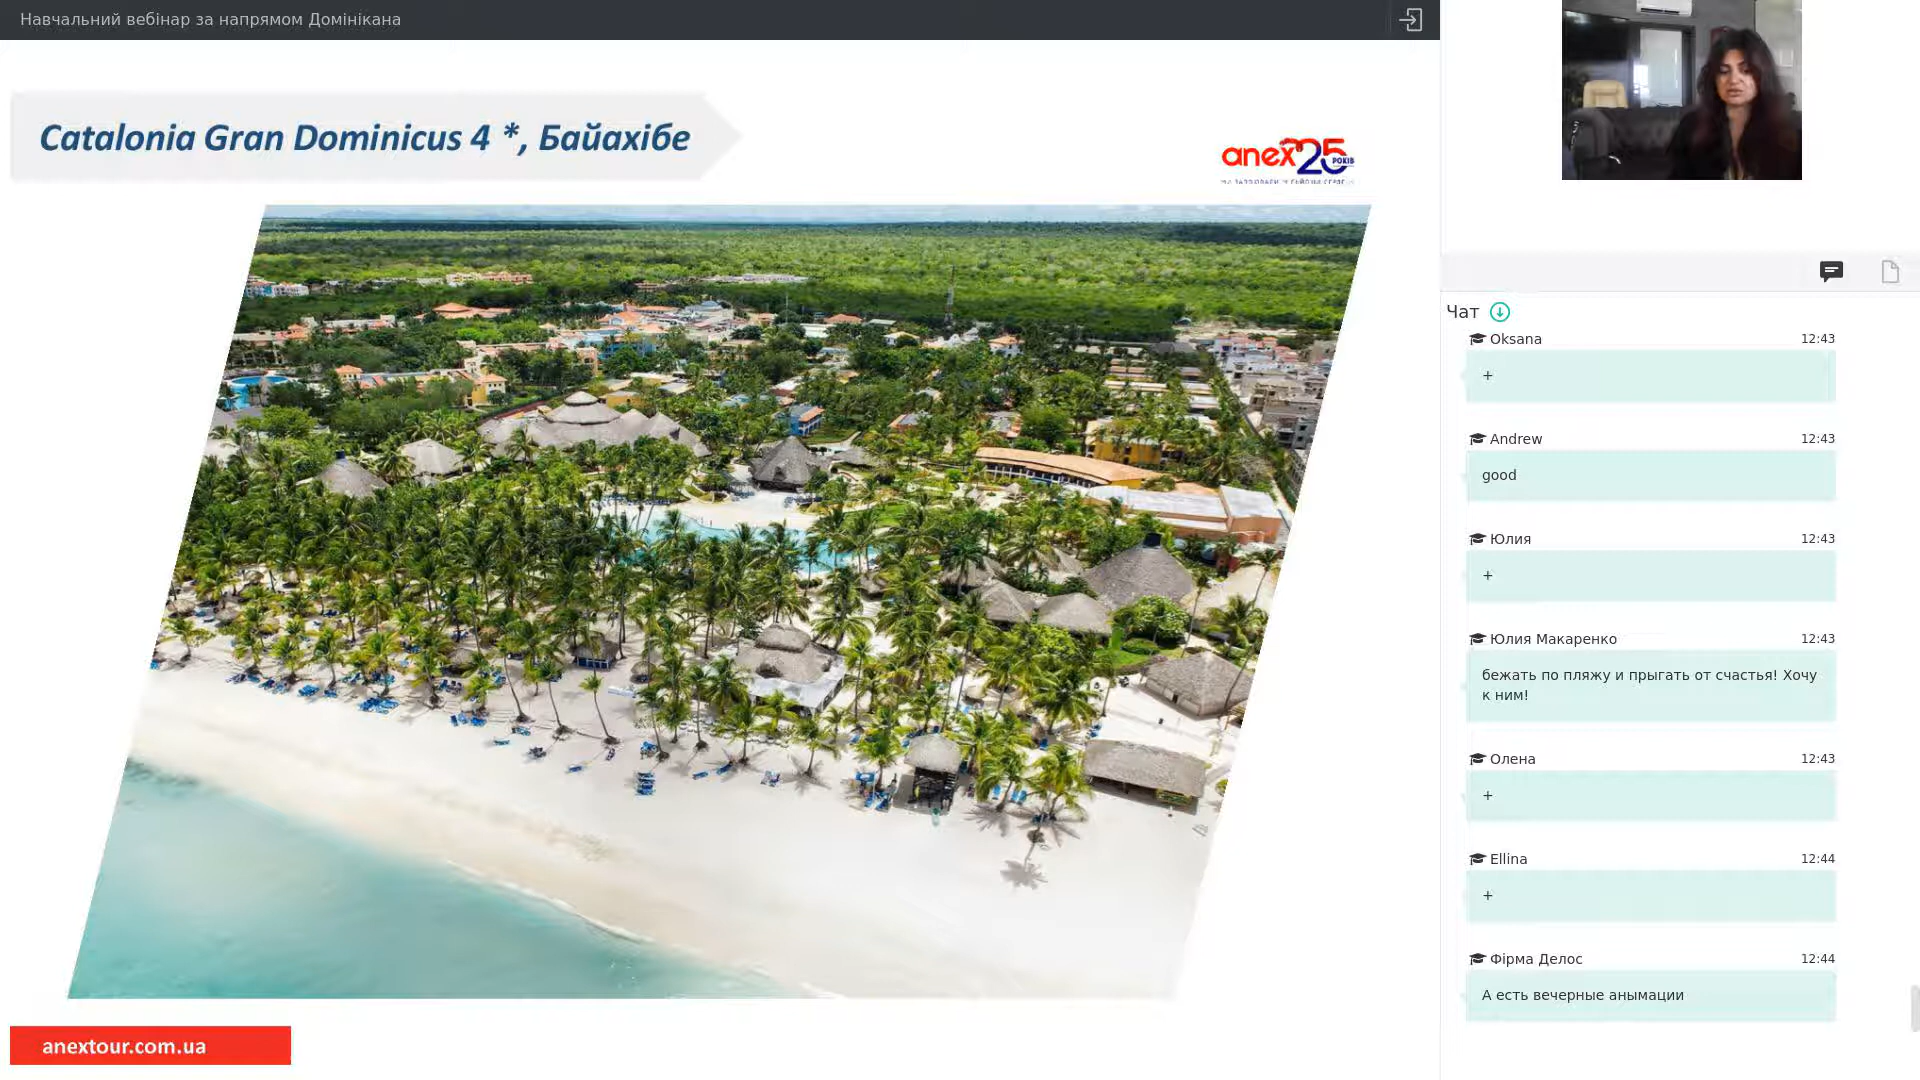 Навчальний вебінар за напрямом Домінікана
Catalonia Gran Dominicus 4 *, Байахібе
anex 25 РОКІВ
anextour.com.ua
Чат
Oksana 12:43
+
Andrew 12:43
good
Юлия 12:43
+
Юлия Макаренко 12:43
бежать по пляжу и прыгать от счастья! Хочу
к ним!
Олена 12:43
+
Ellina 12:44
+
Фірма Делос 12:44
А есть вечерные анымации